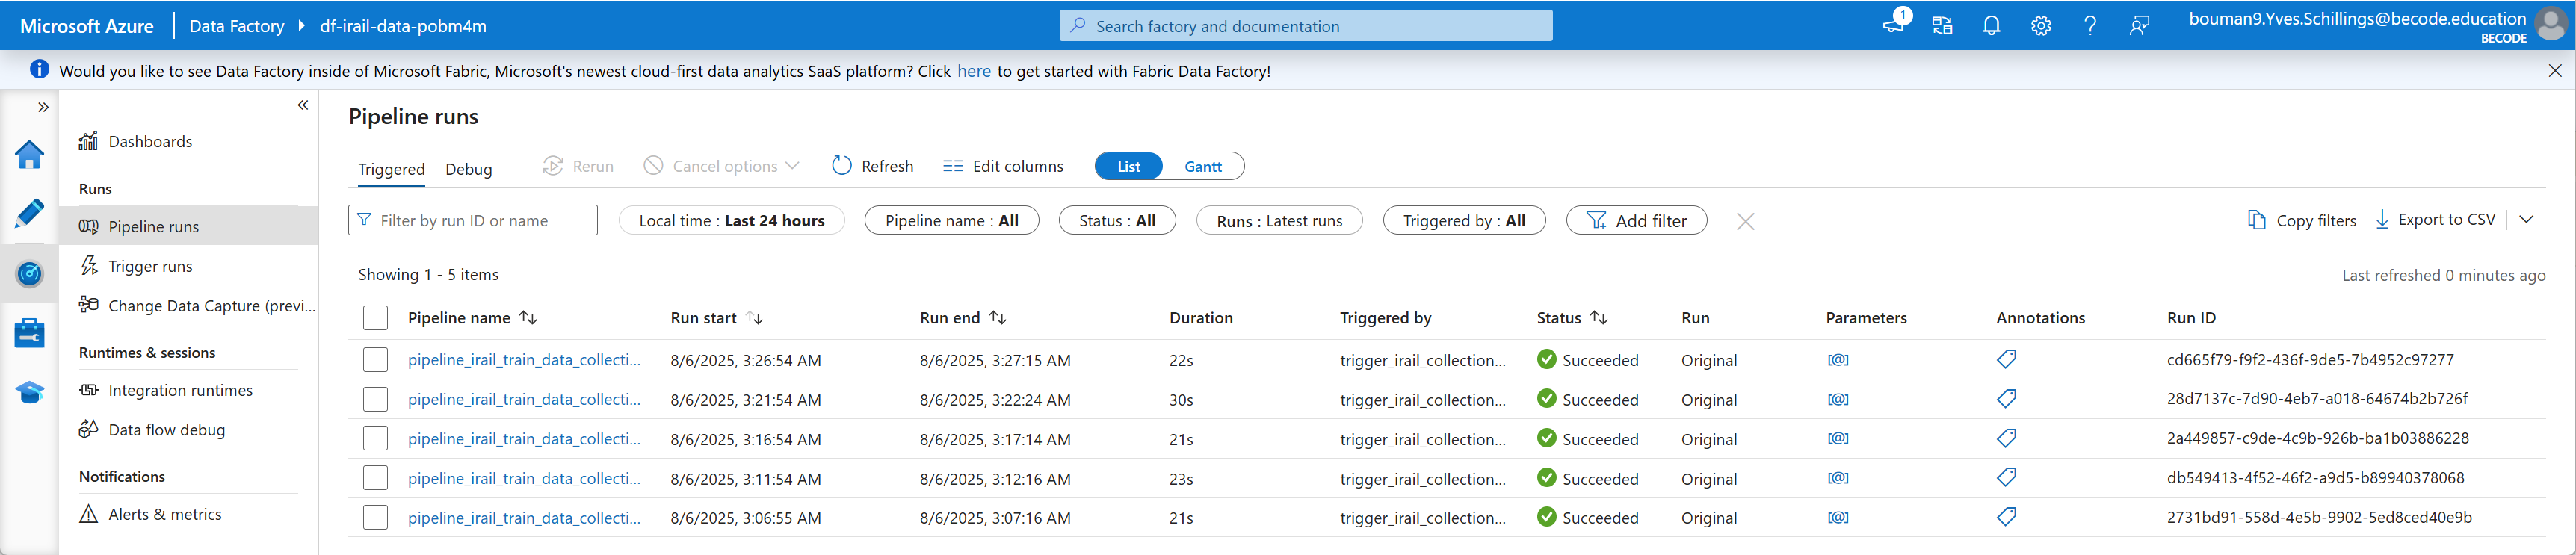 Microsoft Azure
Data Factory
df-irail-data-pobm4m
Search factory and documentation
1
bouman9.Yves.Schillings@becode.education
BECODE
Would you like to see Data Factory inside of Microsoft Fabric, Microsoft's newest cloud-first data analytics SaaS platform? Click here to get started with Fabric Data Factory!
Dashboards
Runs
Pipeline runs
Trigger runs
Change Data Capture (previ...
Runtimes & sessions
Integration runtimes
Data flow debug
Notifications
Alerts & metrics
Pipeline runs
Triggered Debug Rerun Cancel options Refresh Edit columns List Gantt
Filter by run ID or name Local time : Last 24 hours Pipeline name : All Status : All Runs : Latest runs Triggered by : All Add filter Copy filters Export to CSV
Showing 1 - 5 items Last refreshed 0 minutes ago
Pipeline name Run start Run end Duration Triggered by Status Run Parameters Annotations Run ID
pipeline_irail_train_data_collecti... 8/6/2025, 3:26:54 AM 8/6/2025, 3:27:15 AM 22s trigger_irail_collection... Succeeded Original [@] cd665f79-f9f2-436f-9de5-7b4952c97277
pipeline_irail_train_data_collecti... 8/6/2025, 3:21:54 AM 8/6/2025, 3:22:24 AM 30s trigger_irail_collection... Succeeded Original [@] 28d7137c-7d90-4eb7-a018-64674b2b726f
pipeline_irail_train_data_collecti... 8/6/2025, 3:16:54 AM 8/6/2025, 3:17:14 AM 21s trigger_irail_collection... Succeeded Original [@] 2a449857-c9de-4c9b-926b-ba1b03886228
pipeline_irail_train_data_collecti... 8/6/2025, 3:11:54 AM 8/6/2025, 3:12:16 AM 23s trigger_irail_collection... Succeeded Original [@] db549413-4f52-46f2-a9d5-b89940378068
pipeline_irail_train_data_collecti... 8/6/2025, 3:06:55 AM 8/6/2025, 3:07:16 AM 21s trigger_irail_collection... Succeeded Original [@] 2731bd91-558d-4e5b-9902-5ed8ced40e9b